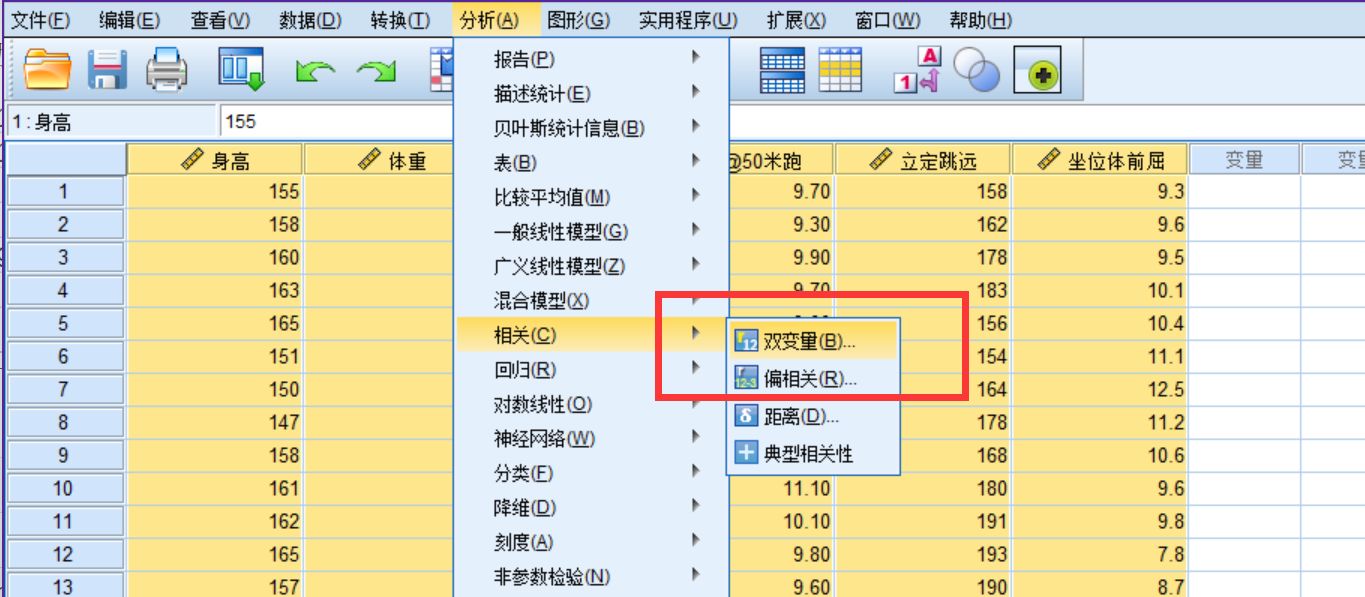 文件(F) 编辑(E) 查看(V) 数据(D) 转换(T) 分析(A) 图形(G) 实用程序(U) 扩展(X) 窗口(W) 帮助(H)
A
1
1:身高 155
身高 体重 @50米跑 立定跳远 坐位体前屈 变量
1 155 9.70 158 9.3
2 158 9.30 162 9.6
3 160 9.90 178 9.5
4 163 9.70 183 10.1
5 165 156 10.4
6 151 154 11.1
7 150 164 12.5
8 147 178 11.2
9 158 168 10.6
10 161 11.10 180 9.6
11 162 10.10 191 9.8
12 165 9.80 193 7.8
13 157 9.60 190 8.7
报告(P)
描述统计(E)
贝叶斯统计信息(B)
表(B)
比较平均值(M)
一般线性模型(G)
广义线性模型(Z)
混合模型(X)
相关(C)
回归(R)
对数线性(O)
神经网络(W)
分类(F)
降维(D)
刻度(A)
非参数检验(N)
双变量(B)...
偏相关(R)...
距离(D)...
典型相关性